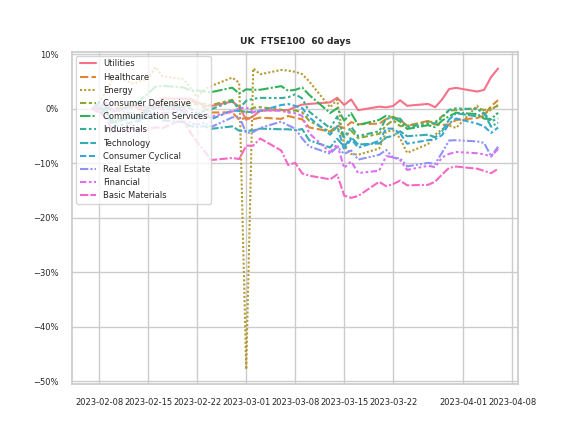 UK FTSE100 60 days
10%
0%
−10%
−20%
−30%
−40%
−50%
Utilities
Healthcare
Energy
Consumer Defensive
Communication Services
Industrials
Technology
Consumer Cyclical
Real Estate
Financial
Basic Materials
2023-02-08 2023-02-15 2023-02-22 2023-03-01 2023-03-08 2023-03-15 2023-03-22 2023-04-01 2023-04-08